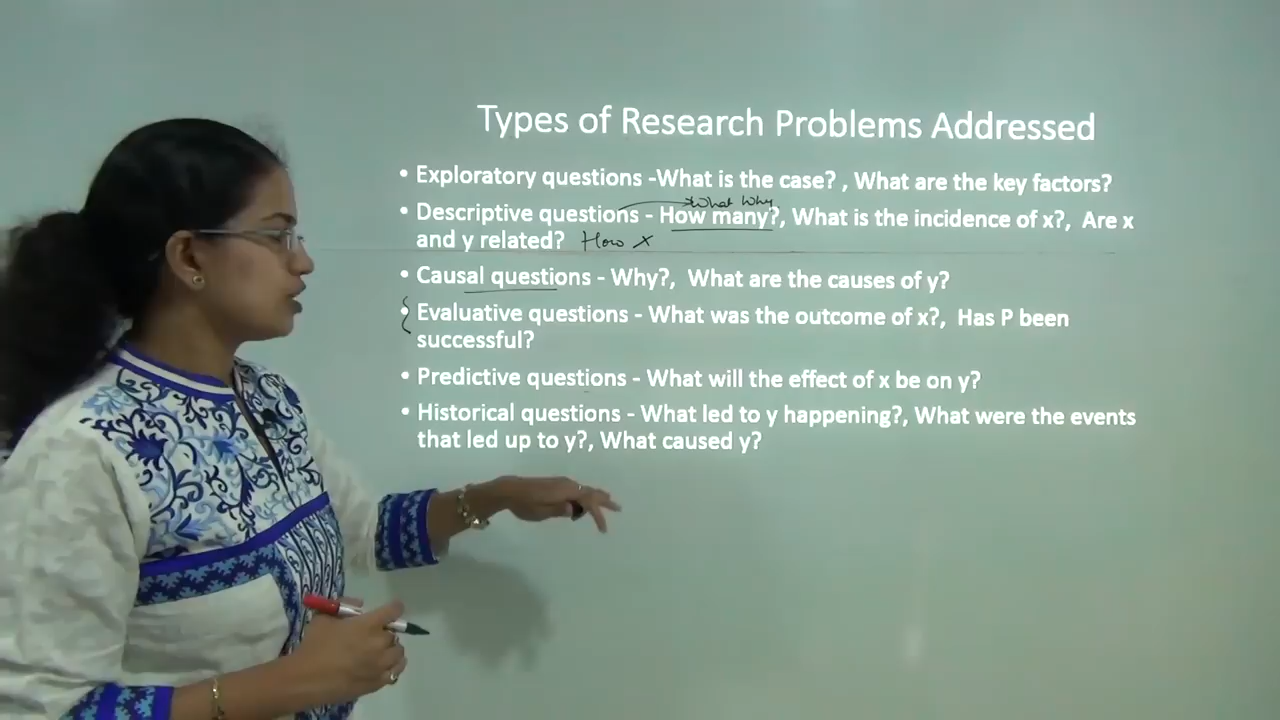 Types of Research Problems Addressed
• Exploratory questions -What is the case? , What are the key factors?
What Why
• Descriptive questions - How many?, What is the incidence of x?, Are x
and y related? How x
• Causal questions - Why?, What are the causes of y?
• Evaluative questions - What was the outcome of x?, Has P been
successful?
• Predictive questions - What will the effect of x be on y?
• Historical questions - What led to y happening?, What were the events
that led up to y?, What caused y?